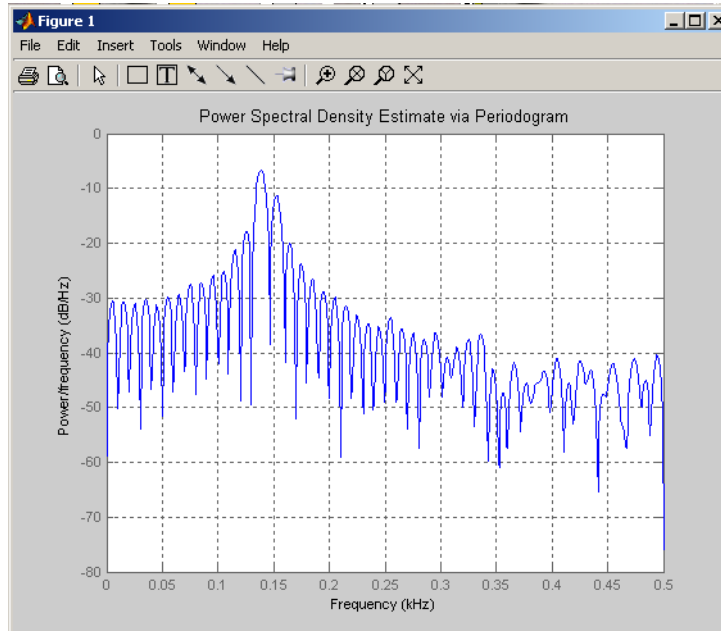 Figure 1
File Edit Insert Tools Window Help
T
Power Spectral Density Estimate via Periodogram
Power/frequency (dB/Hz)
0
-10
-20
-30
-40
-50
-60
-70
-80
0 0.05 0.1 0.15 0.2 0.25 0.3 0.35 0.4 0.45 0.5
Frequency (kHz)